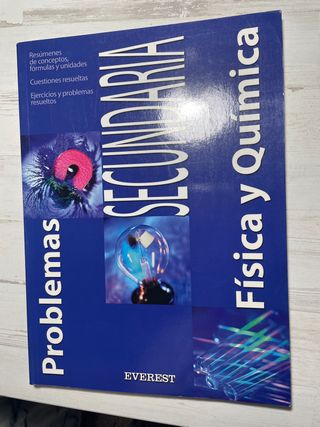 Resúmenes
de conceptos,
fórmulas y unidades
Cuestiones resueltas
Ejercicios y problemas
resueltos
SECUNDARIA
Problemas
Física y Química
EVEREST